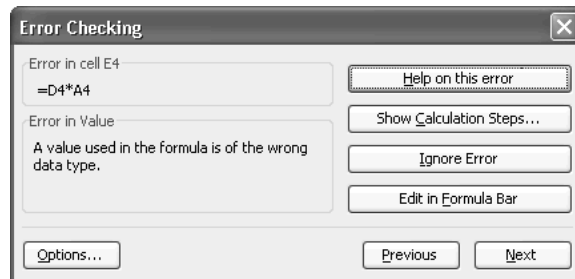 Error Checking
Error in cell E4
=D4*A4
Error in Value
A value used in the formula is of the wrong
data type.
Help on this error
Show Calculation Steps...
Ignore Error
Edit in Formula Bar
Options...
Previous
Next